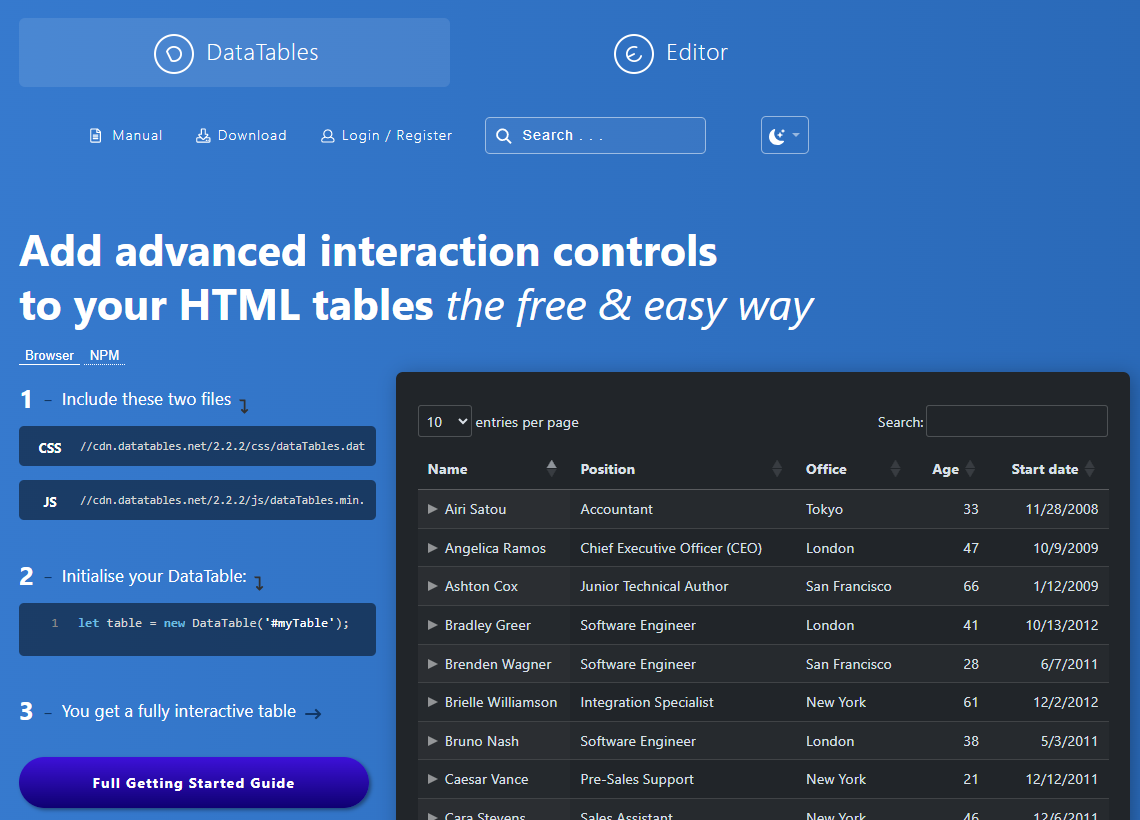 DataTables
Editor
Manual Download Login / Register Search . . .
Add advanced interaction controls
to your HTML tables the free & easy way
Browser NPM
1 – Include these two files
CSS //cdn.datatables.net/2.2.2/css/dataTables.dat
JS //cdn.datatables.net/2.2.2/js/dataTables.min.
2 – Initialise your DataTable:
1 let table = new DataTable('#myTable');
3 – You get a fully interactive table →
Full Getting Started Guide
10 entries per page Search:
Name Position Office Age Start date
Airi Satou Accountant Tokyo 33 11/28/2008
Angelica Ramos Chief Executive Officer (CEO) London 47 10/9/2009
Ashton Cox Junior Technical Author San Francisco 66 1/12/2009
Bradley Greer Software Engineer London 41 10/13/2012
Brenden Wagner Software Engineer San Francisco 28 6/7/2011
Brielle Williamson Integration Specialist New York 61 12/2/2012
Bruno Nash Software Engineer London 38 5/3/2011
Caesar Vance Pre-Sales Support New York 21 12/12/2011
Cara Stevens Sales Assistant New York 46 12/6/2011